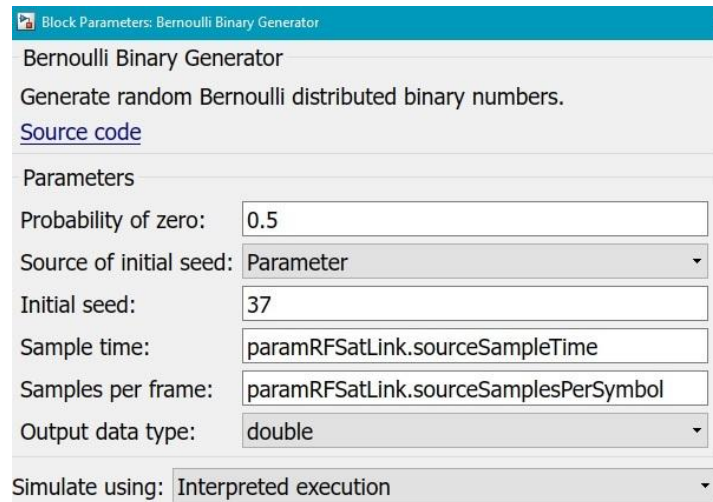 Block Parameters: Bernoulli Binary Generator
Bernoulli Binary Generator
Generate random Bernoulli distributed binary numbers.
Source code
Parameters
Probability of zero: 0.5
Source of initial seed: Parameter
Initial seed: 37
Sample time: paramRFSatLink.sourceSampleTime
Samples per frame: paramRFSatLink.sourceSamplesPerSymbol
Output data type: double
Simulate using: Interpreted execution